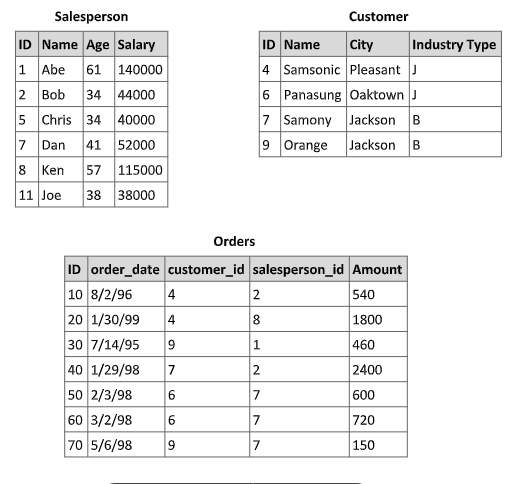 Salesperson
ID Name Age Salary
1 Abe 61 140000
2 Bob 34 44000
5 Chris 34 40000
7 Dan 41 52000
8 Ken 57 115000
11 Joe 38 38000
Customer
ID Name City Industry Type
4 Samsonic Pleasant J
6 Panasung Oaktown J
7 Samony Jackson B
9 Orange Jackson B
Orders
ID order_date customer_id salesperson_id Amount
10 8/2/96 4 2 540
20 1/30/99 4 8 1800
30 7/14/95 9 1 460
40 1/29/98 7 2 2400
50 2/3/98 6 7 600
60 3/2/98 6 7 720
70 5/6/98 9 7 150